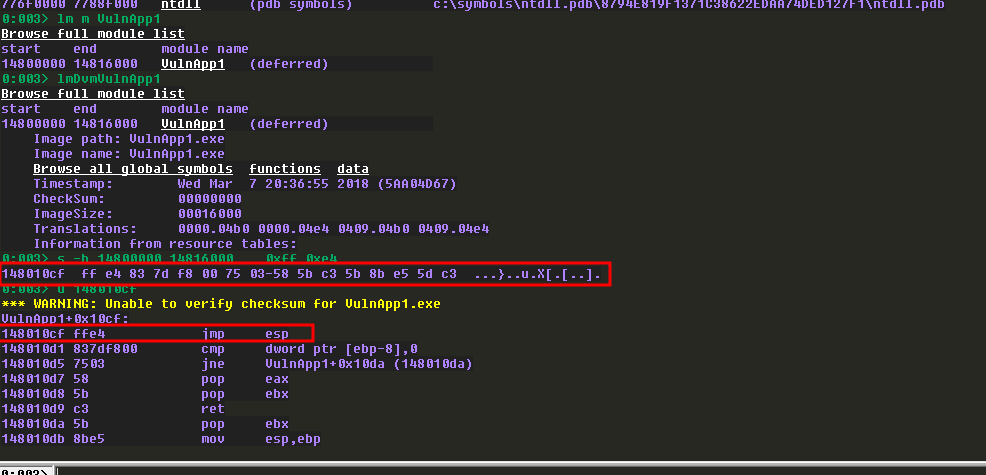 776f0000 7788f000 ntdll (pdb symbols) c:\symbols\ntdll.pdb\8794E819F1371C38622EDAA74DED127F1\ntdll.pdb
0:003> lm m VulnApp1
Browse full module list
start end module name
14800000 14816000 VulnApp1 (deferred)
0:003> lmDvmVulnApp1
Browse full module list
start end module name
14800000 14816000 VulnApp1 (deferred)
Image path: VulnApp1.exe
Image name: VulnApp1.exe
Browse all global symbols functions data
Timestamp: Wed Mar 7 20:36:55 2018 (5AA04D67)
CheckSum: 00000000
ImageSize: 00016000
Translations: 0000.04b0 0000.04e4 0409.04b0 0409.04e4
Information from resource tables:
0:003> s -b 14800000 14816000 0xff 0xe4
148010cf ff e4 83 7d f8 00 75 03-58 5b c3 5b 8b e5 5d c3 ...}..u.X[.[..].
0:003> u 148010cf
*** WARNING: Unable to verify checksum for VulnApp1.exe
VulnApp1+0x10cf:
148010cf ffe4 jmp esp
148010d1 837df800 cmp dword ptr [ebp-8],0
148010d5 7503 jne VulnApp1+0x10da (148010da)
148010d7 58 pop eax
148010d8 5b pop ebx
148010d9 c3 ret
148010da 5b pop ebx
148010db 8be5 mov esp,ebp
0:003>